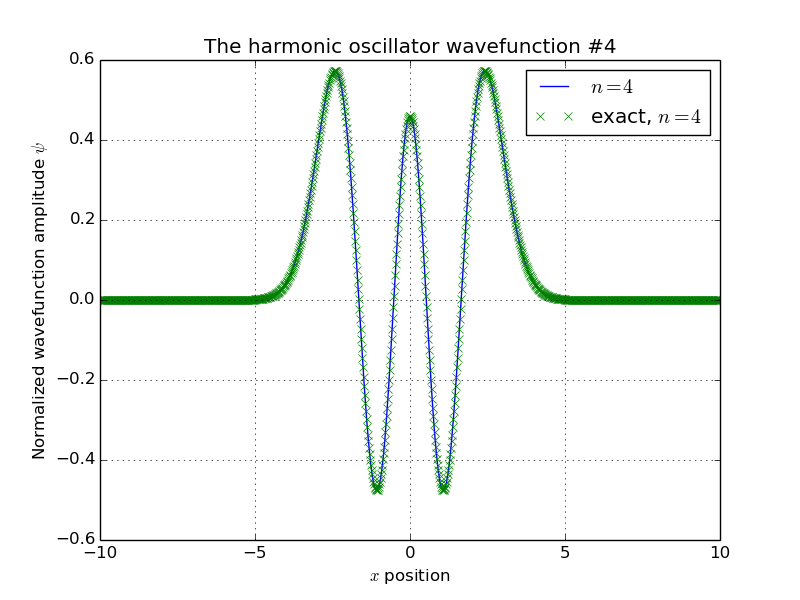 The harmonic oscillator wavefunction #4
n=4
exact, n=4
Normalized wavefunction amplitude ψ
0.6
0.4
0.2
0.0
−0.2
−0.4
−0.6
−10
−5
0
5
10
x position